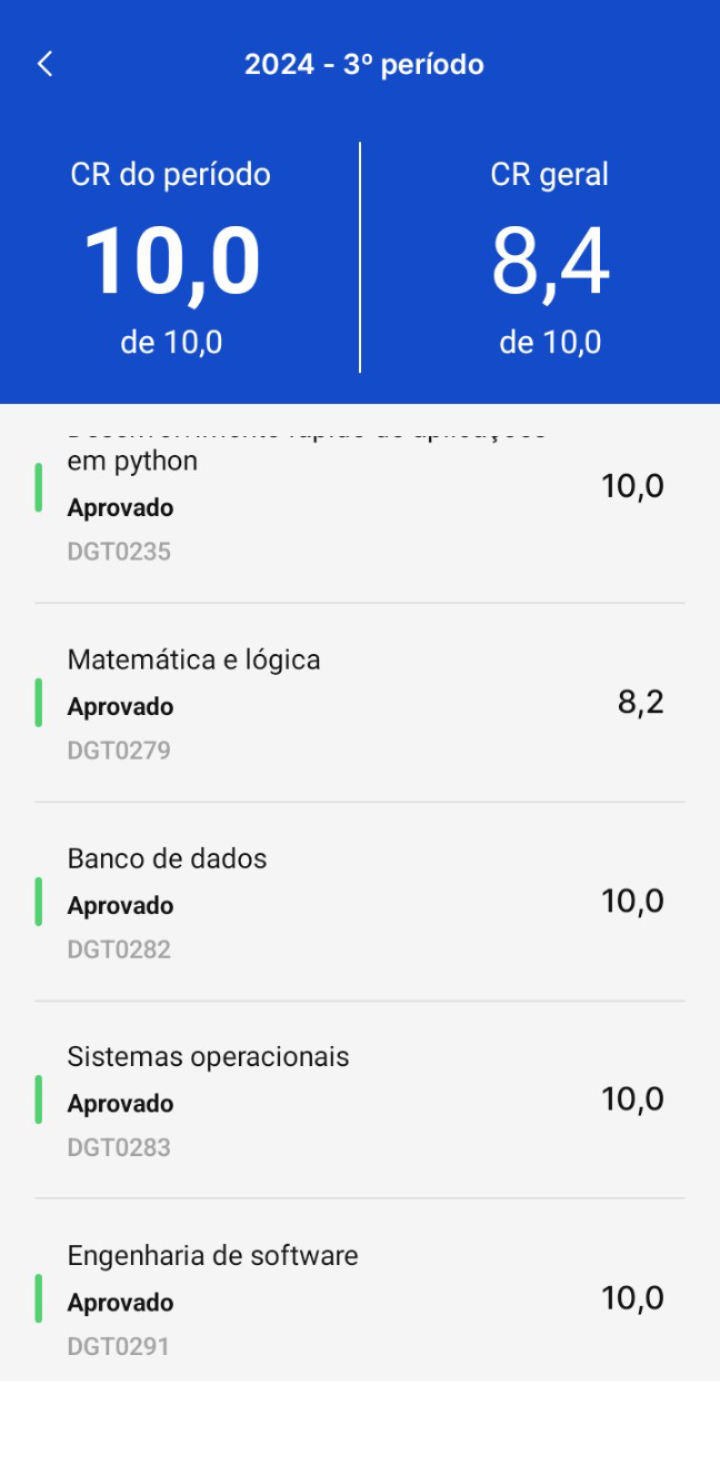 2024 - 3º período
CR do período
CR geral
10,0
8,4
de 10,0
de 10,0
em python
10,0
Aprovado
DGT0235
Matemática e lógica
Aprovado
8,2
DGT0279
Banco de dados
Aprovado
10,0
DGT0282
Sistemas operacionais
Aprovado
10,0
DGT0283
Engenharia de software
Aprovado
10,0
DGT0291